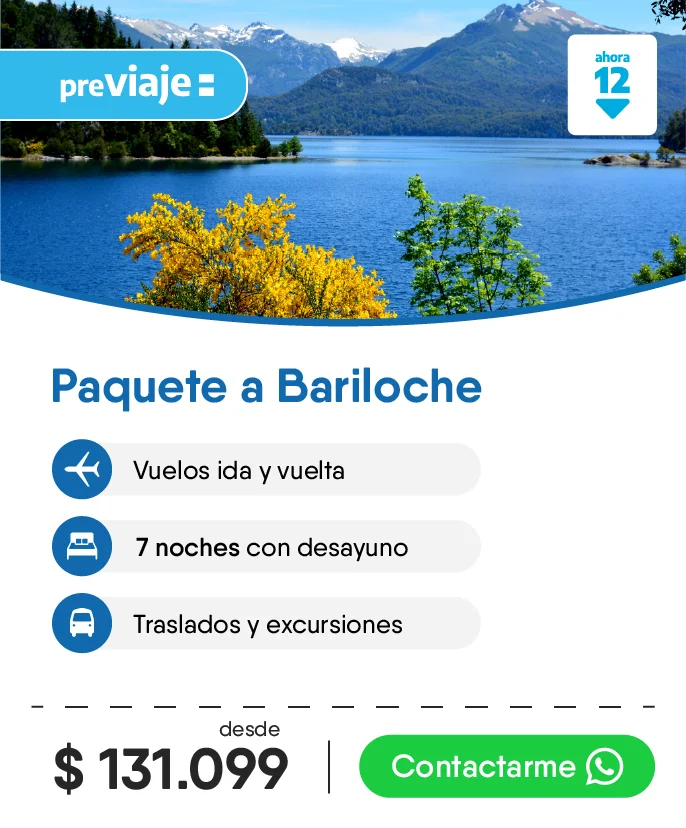 previaje
ahora
12
Paquete a Bariloche
Vuelos ida y vuelta
7 noches con desayuno
Traslados y excursiones
desde
$ 131.099
Contactarme